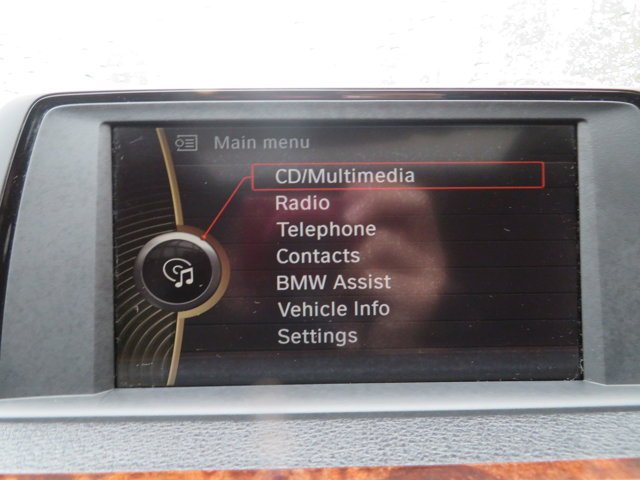 Main menu
CD/Multimedia
Radio
Telephone
Contacts
BMW Assist
Vehicle Info
Settings